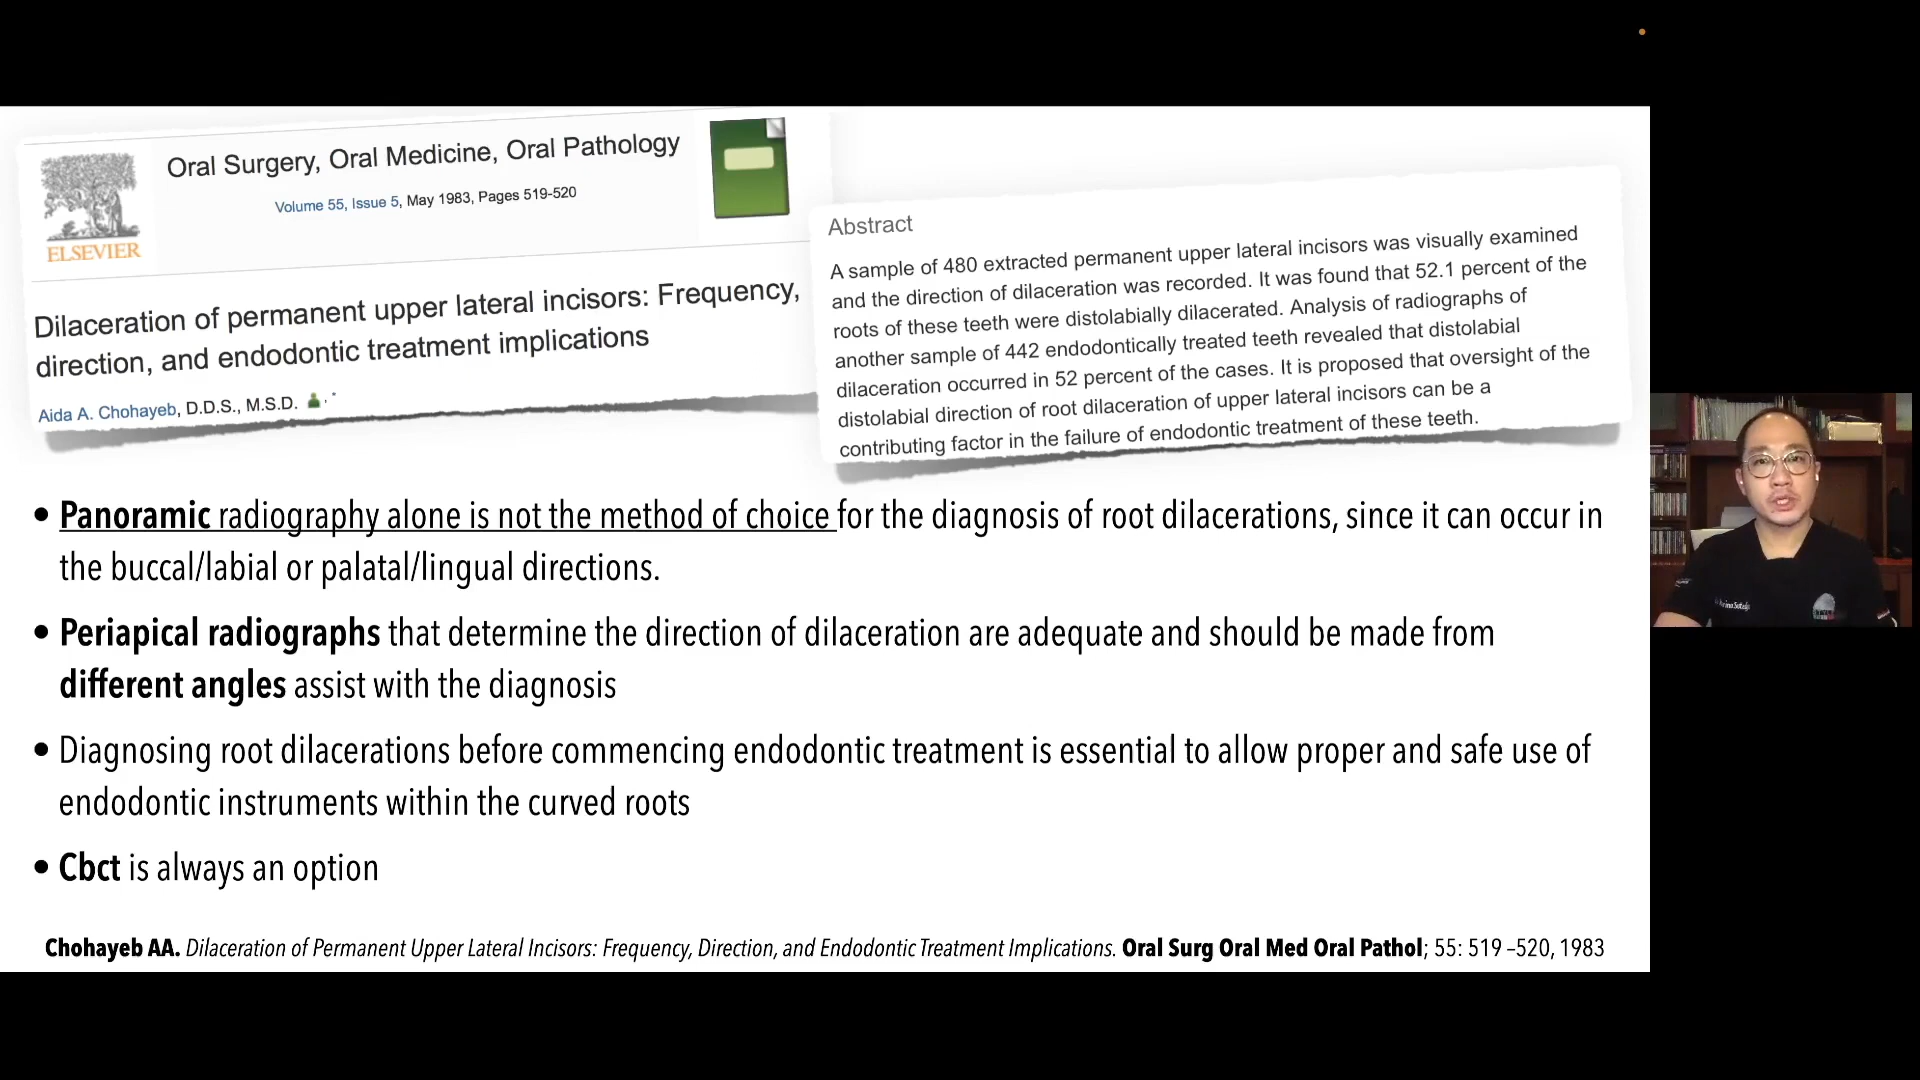 Oral Surgery, Oral Medicine, Oral Pathology
Volume 55, Issue 5, May 1983, Pages 519-520
ELSEVIER
Dilaceration of permanent upper lateral incisors: Frequency,
direction, and endodontic treatment implications
Aida A. Chohayeb, D.D.S., M.S.D. , *
Abstract
A sample of 480 extracted permanent upper lateral incisors was visually examined
and the direction of dilaceration was recorded. It was found that 52.1 percent of the
roots of these teeth were distolabially dilacerated. Analysis of radiographs of
another sample of 442 endodontically treated teeth revealed that distolabial
dilaceration occurred in 52 percent of the cases. It is proposed that oversight of the
distolabial direction of root dilaceration of upper lateral incisors can be a
contributing factor in the failure of endodontic treatment of these teeth.
• Panoramic radiography alone is not the method of choice for the diagnosis of root dilacerations, since it can occur in
the buccal/labial or palatal/lingual directions.
• Periapical radiographs that determine the direction of dilaceration are adequate and should be made from
different angles assist with the diagnosis
• Diagnosing root dilacerations before commencing endodontic treatment is essential to allow proper and safe use of
endodontic instruments within the curved roots
• Cbct is always an option
Chohayeb AA. Dilaceration of Permanent Upper Lateral Incisors: Frequency, Direction, and Endodontic Treatment Implications. Oral Surg Oral Med Oral Pathol; 55: 519 –520, 1983